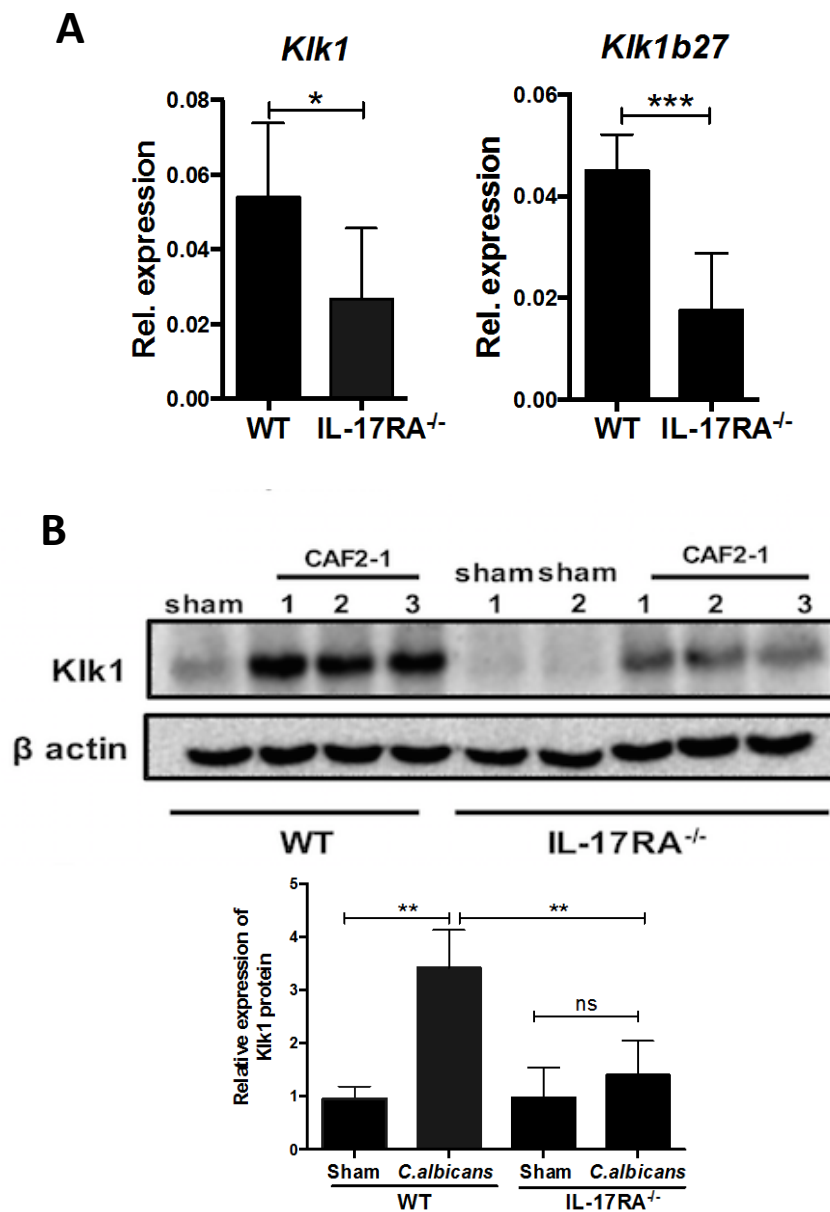 A
Klk1
Klk1b27
*
***
Rel. expression
0.08
0.06
0.04
0.02
0.00
WT IL-17RA-/-
Rel. expression
0.06
0.04
0.02
0.00
WT IL-17RA-/-
B
CAF2-1
CAF2-1
sham 1 2 3 sham sham 1 2 3
1 2
Klk1
β actin
WT IL-17RA-/-
Relative expression of
Klk1 protein
5
4
3
2
1
0
** **
ns
Sham C.albicans Sham C.albicans
WT IL-17RA-/-